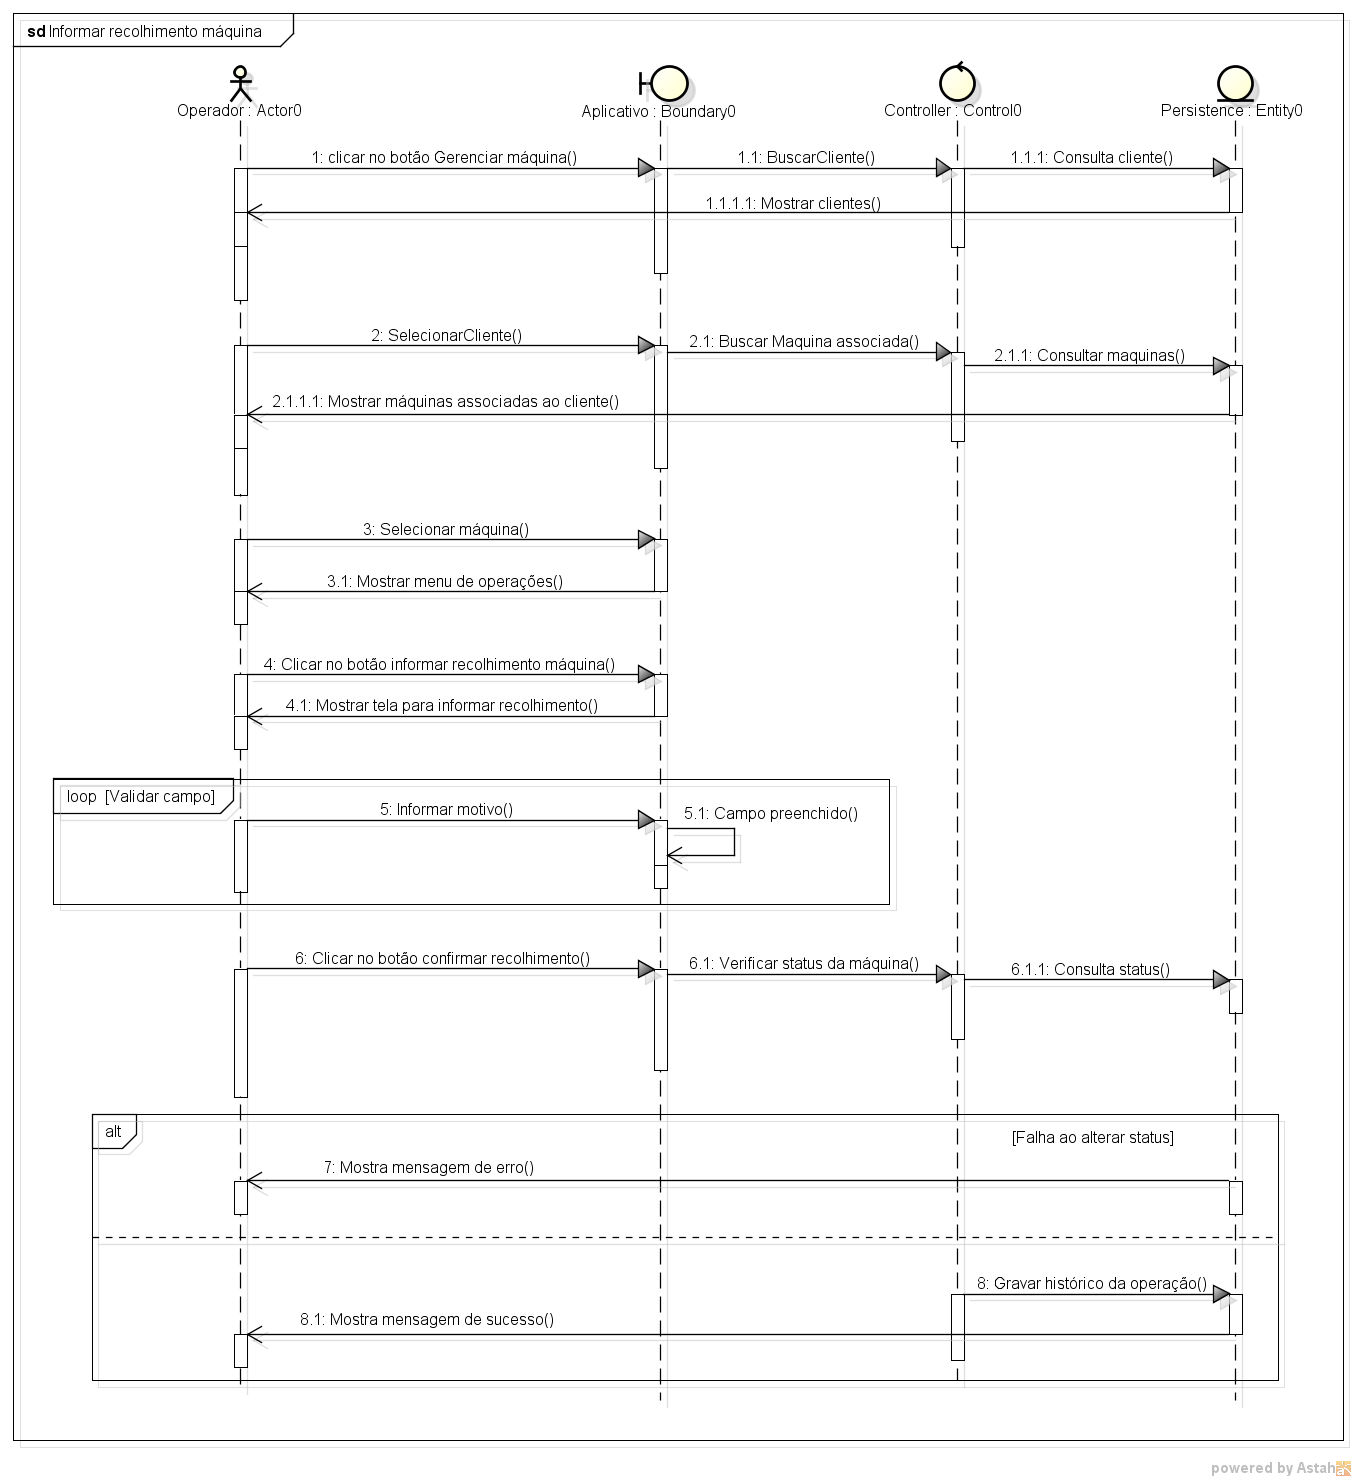 sd Informar recolhimento máquina
Operador : Actor0
Aplicativo : Boundary0
Controller : Control0
Persistence : Entity0
1: clicar no botão Gerenciar máquina()
1.1: BuscarCliente()
1.1.1: Consulta cliente()
1.1.1.1: Mostrar clientes()
2: SelecionarCliente()
2.1: Buscar Maquina associada()
2.1.1: Consultar maquinas()
2.1.1.1: Mostrar máquinas associadas ao cliente()
3: Selecionar máquina()
3.1: Mostrar menu de operações()
4: Clicar no botão informar recolhimento máquina()
4.1: Mostrar tela para informar recolhimento()
loop [Validar campo]
5: Informar motivo()
5.1: Campo preenchido()
6: Clicar no botão confirmar recolhimento()
6.1: Verificar status da máquina()
6.1.1: Consulta status()
alt
[Falha ao alterar status]
7: Mostra mensagem de erro()
8: Gravar histórico da operação()
8.1: Mostra mensagem de sucesso()
powered by Astah